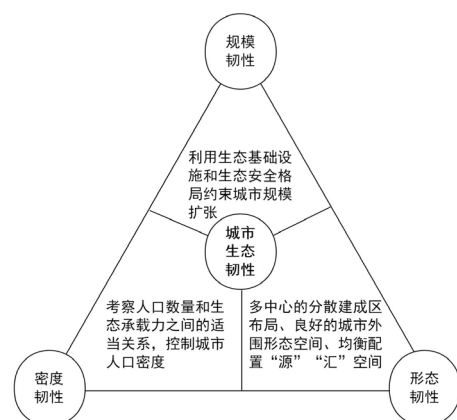 规模
韧性
利用生态基础设
施和生态安全格
局约束城市规模
扩张
城市
生态
韧性
考察人口数量和生
态承载力之间的适
当关系，控制城市
人口密度
多中心的分散建成区
布局、良好的城市外
围形态空间、均衡配
置“源”“汇”空间
密度
韧性
形态
韧性